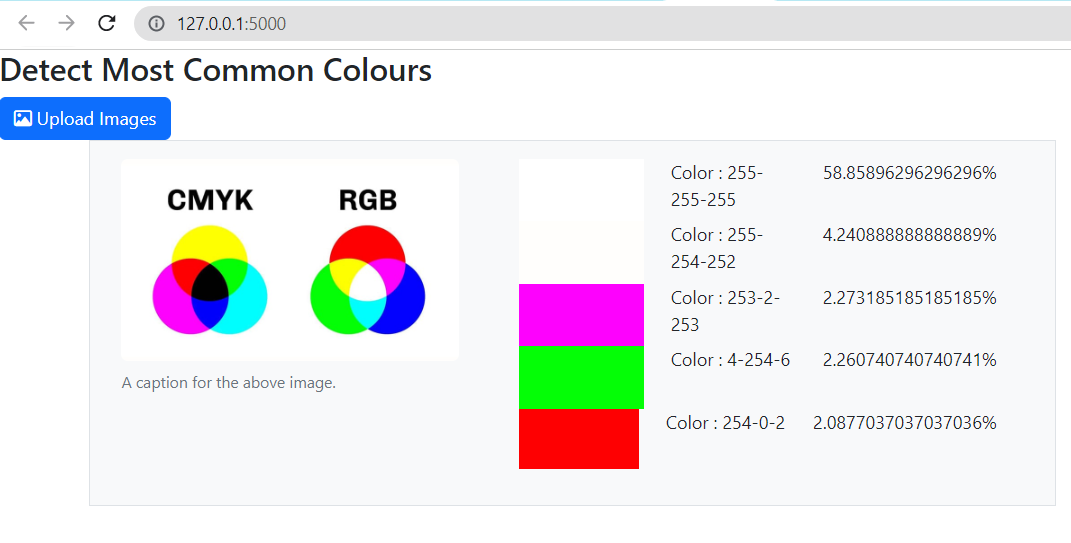 127.0.0.1:5000
Detect Most Common Colours
Upload Images
CMYK
RGB
A caption for the above image.
Color : 255-
255-255
58.85896296296296%
Color : 255-
254-252
4.240888888888889%
Color : 253-2-
253
2.273185185185185%
Color : 4-254-6
2.260740740740741%
Color : 254-0-2
2.0877037037037036%